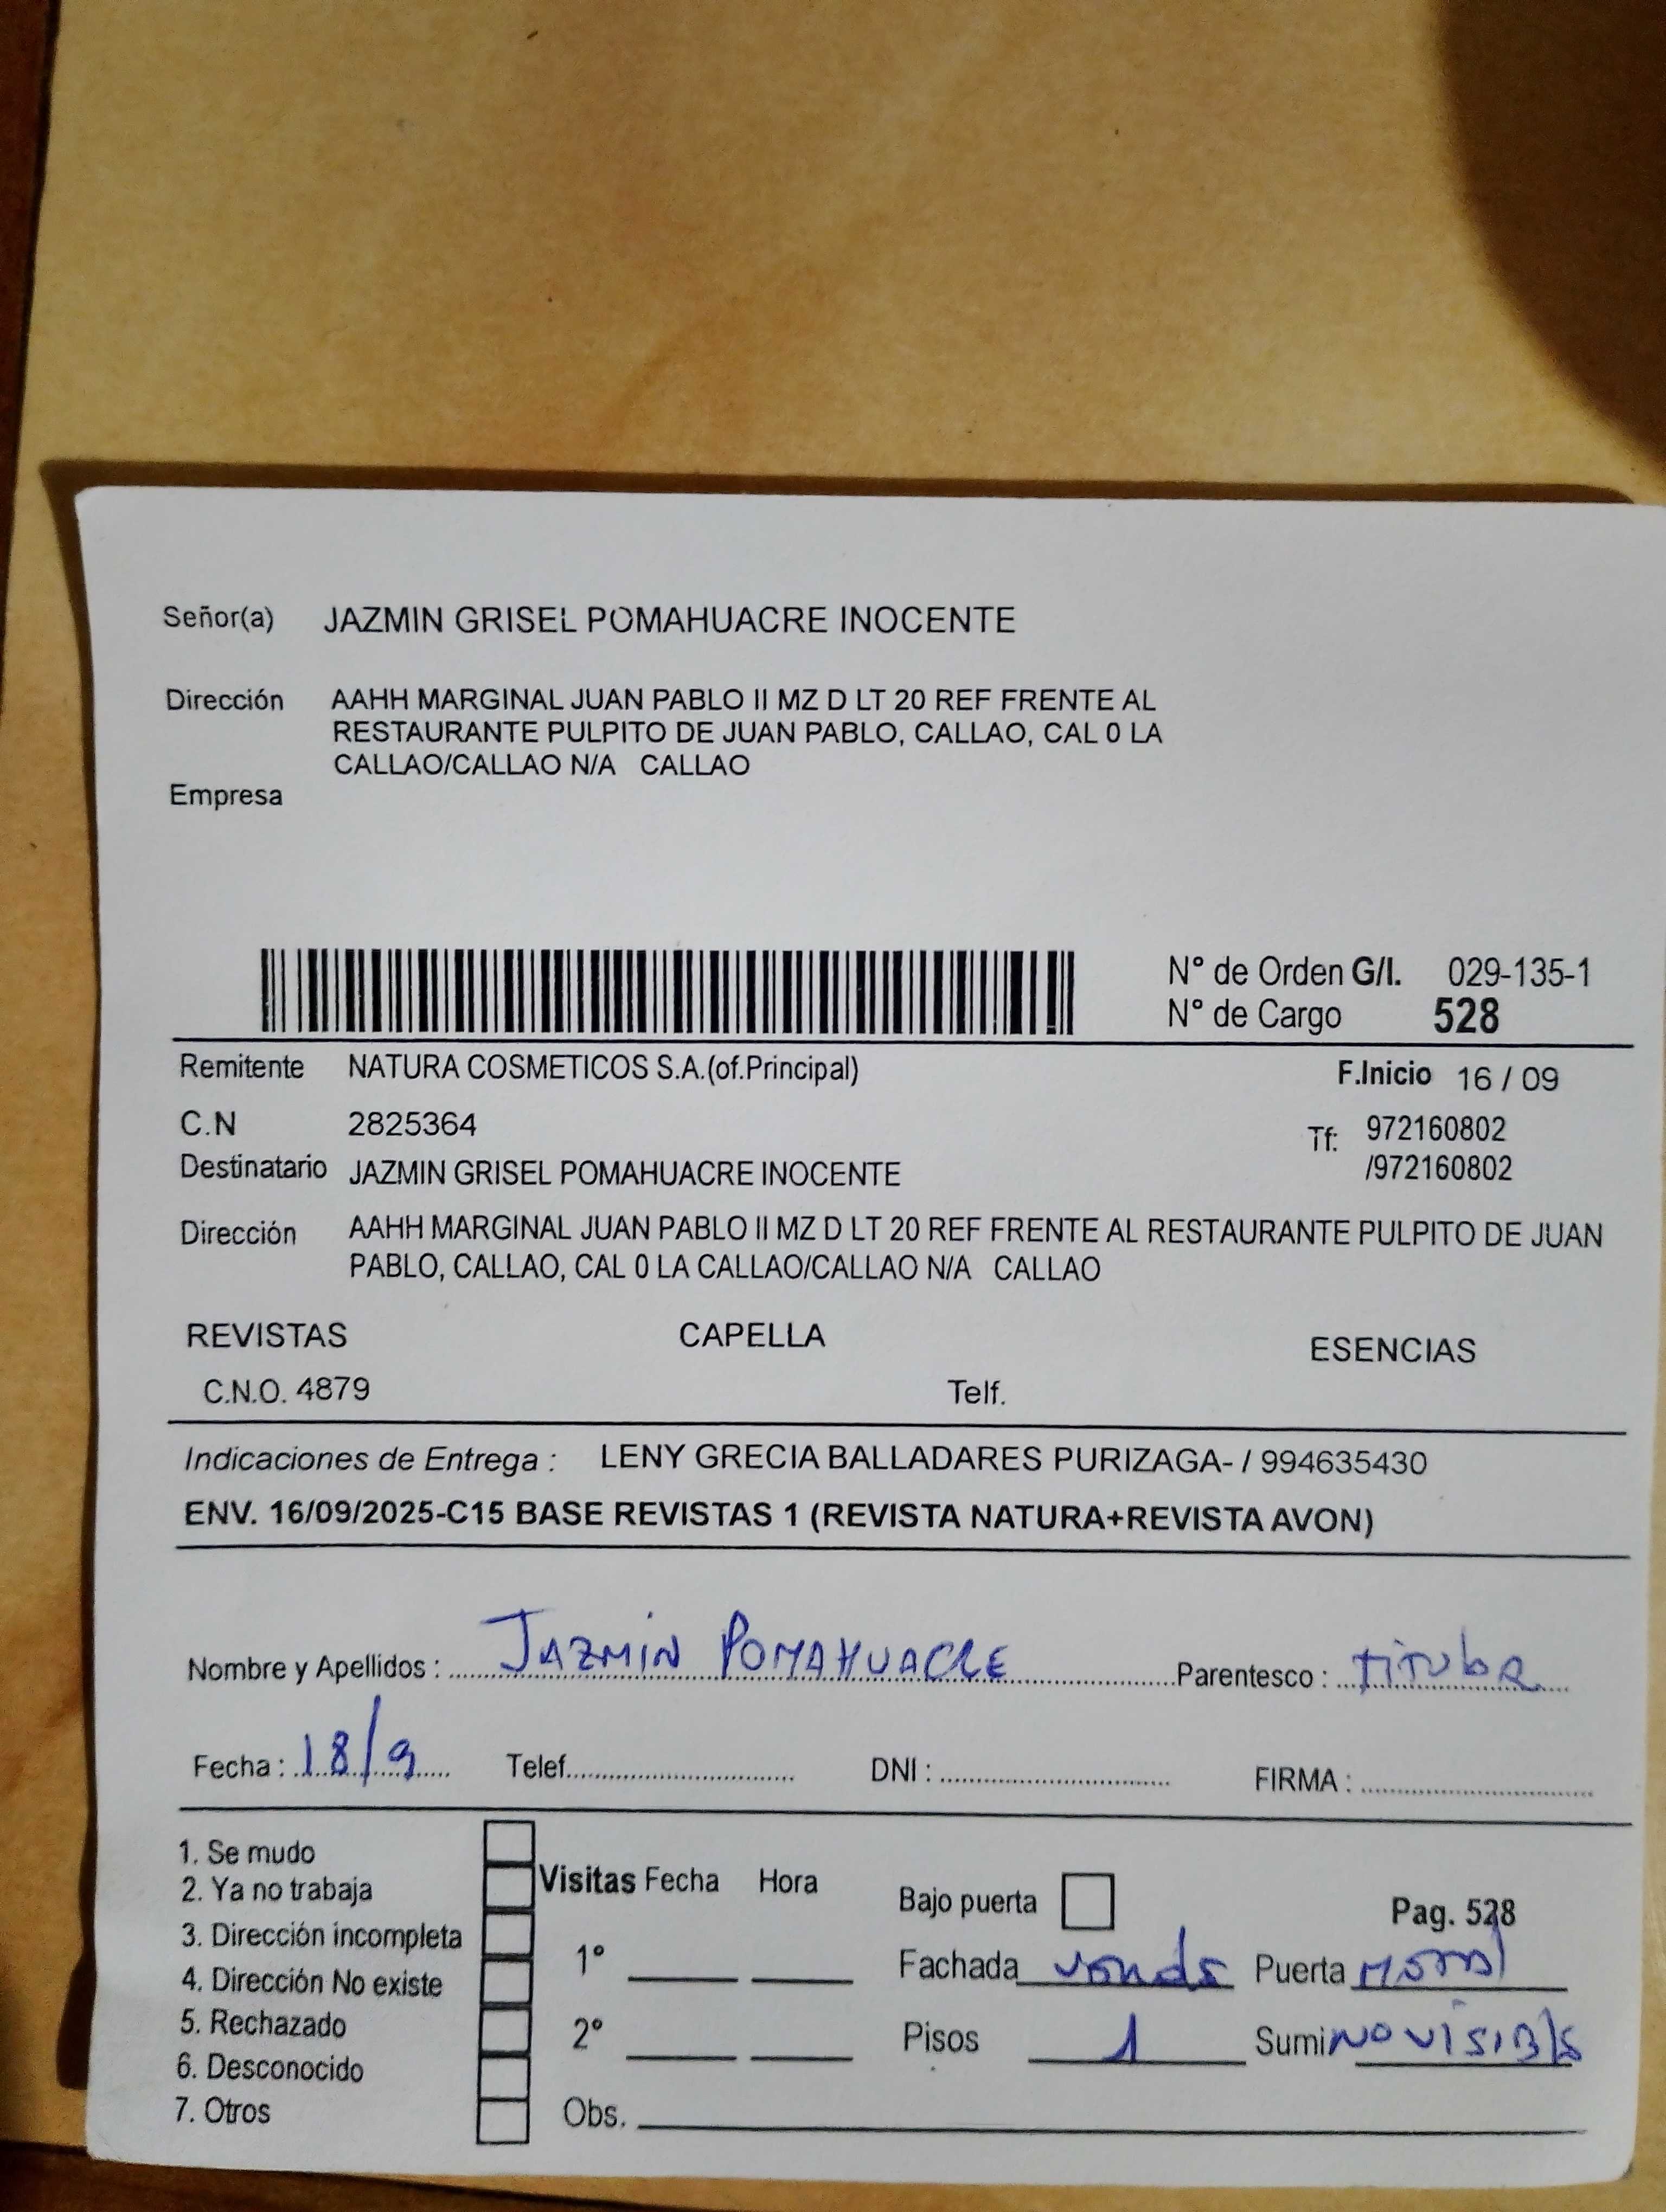 Señor(a) JAZMIN GRISEL POMAHUACRE INOCENTE
Dirección AAHH MARGINAL JUAN PABLO II MZ D LT 20 REF FRENTE AL
RESTAURANTE PULPITO DE JUAN PABLO, CALLAO, CAL 0 LA
CALLAO/CALLAO N/A CALLAO
Empresa
N° de Orden G/I. 029-135-1
N° de Cargo 528
Remitente NATURA COSMETICOS S.A.(of.Principal) F.Inicio 16 / 09
C.N 2825364 Tf: 972160802
/972160802
Destinatario JAZMIN GRISEL POMAHUACRE INOCENTE
Dirección AAHH MARGINAL JUAN PABLO II MZ D LT 20 REF FRENTE AL RESTAURANTE PULPITO DE JUAN
PABLO, CALLAO, CAL 0 LA CALLAO/CALLAO N/A CALLAO
REVISTAS CAPELLA ESENCIAS
C.N.O. 4879 Telf.
Indicaciones de Entrega : LENY GRECIA BALLADARES PURIZAGA- / 994635430
ENV. 16/09/2025-C15 BASE REVISTAS 1 (REVISTA NATURA+REVISTA AVON)
Nombre y Apellidos : JAZMIN POMAHUACRE Parentesco :
Fecha : 18/9 Telef. DNI : FIRMA :
1. Se mudo
2. Ya no trabaja
3. Dirección incompleta
4. Dirección No existe
5. Rechazado
6. Desconocido
7. Otros
Visitas Fecha Hora
1°
2°
Obs.
Bajo puerta
Pag. 528
Fachada Puerta
Pisos 1 Sumi NO VISIBLE